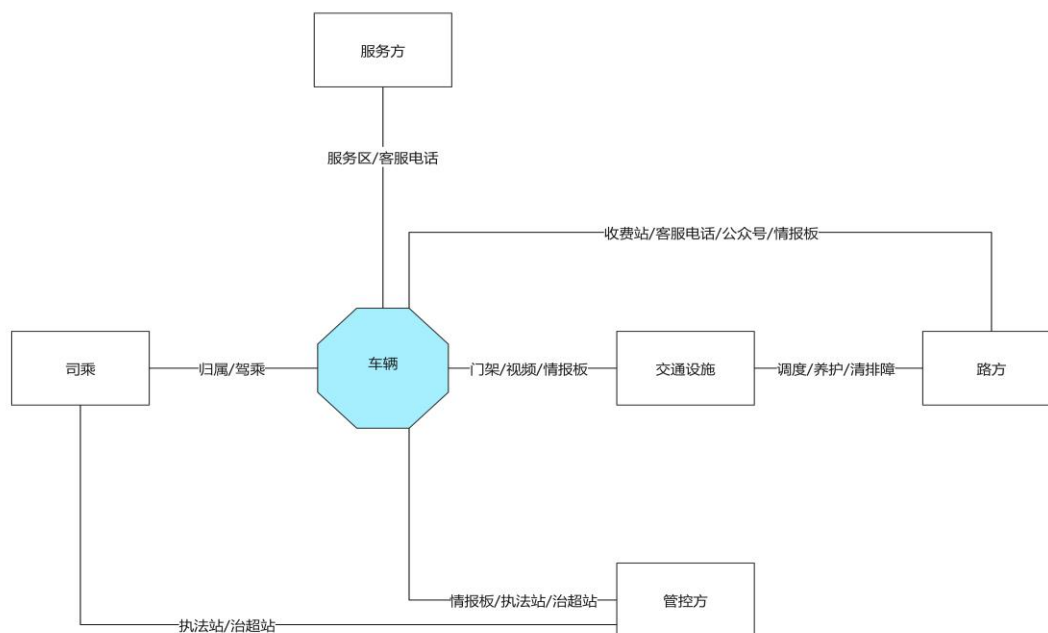 服务方
服务区/客服电话
收费站/客服电话/公众号/情报板
司乘
归属/驾乘
车辆
门架/视频/情报板
交通设施
调度/养护/清排障
路方
情报板/执法站/治超站
管控方
执法站/治超站